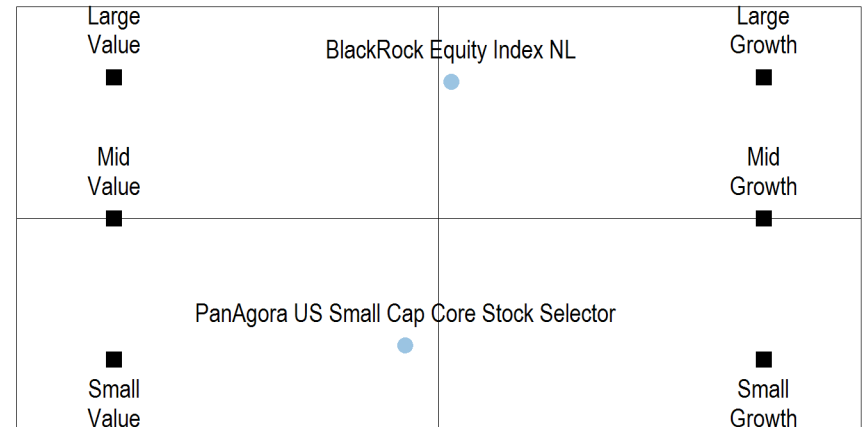 Large
Value
Large
Growth
BlackRock Equity Index NL
Mid
Value
Mid
Growth
PanAgora US Small Cap Core Stock Selector
Small
Value
Small
Growth